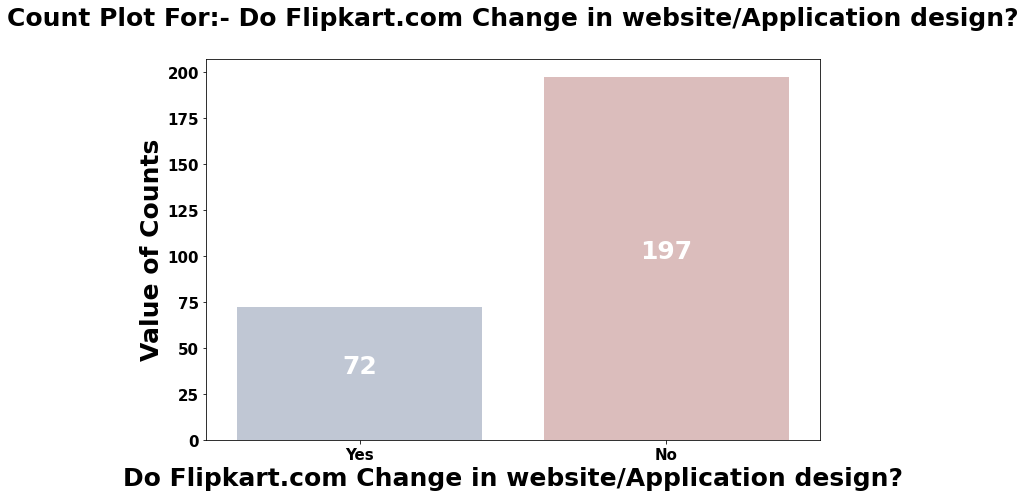 Count Plot For:- Do Flipkart.com Change in website/Application design?
Value of Counts
200
175
150
125
100
75
50
25
0
197
72
Yes No
Do Flipkart.com Change in website/Application design?